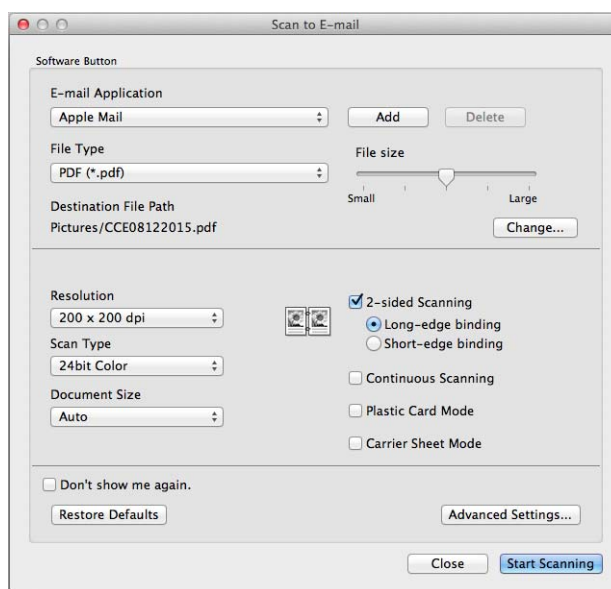 Scan to E-mail
Software Button
E-mail Application
Apple Mail
Add
Delete
File Type
PDF (*.pdf)
File size
Small
Large
Destination File Path
Pictures/CCE08122015.pdf
Change...
Resolution
200 x 200 dpi
Scan Type
24bit Color
Document Size
Auto
2-sided Scanning
Long-edge binding
Short-edge binding
Continuous Scanning
Plastic Card Mode
Carrier Sheet Mode
Don't show me again.
Restore Defaults
Advanced Settings...
Close
Start Scanning